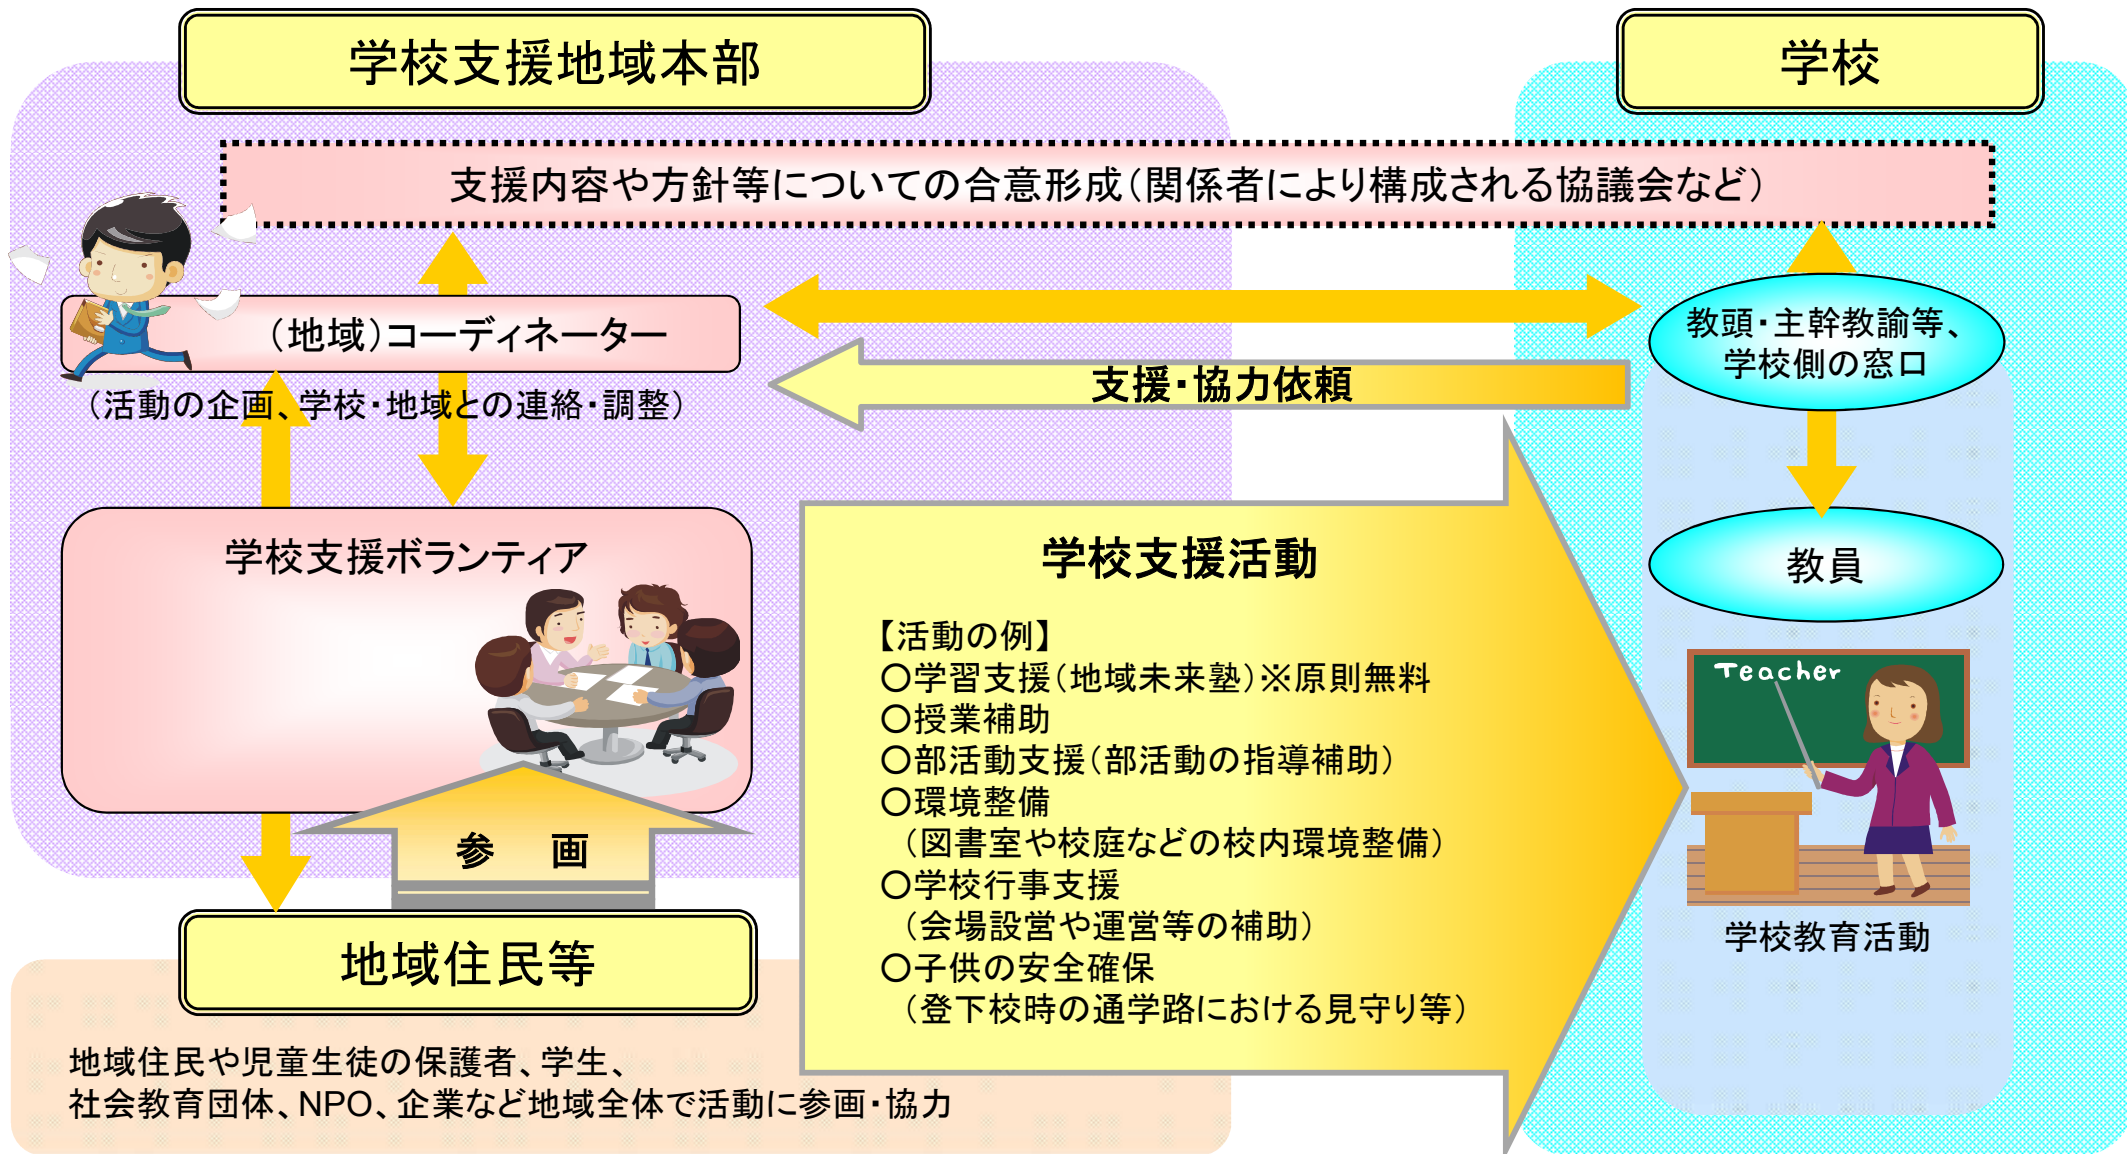 学校支援地域本部
学校
支援内容や方針等についての合意形成(関係者により構成される協議会など)
(地域)コーディネーター
(活動の企画、学校・地域との連絡・調整)
教頭・主幹教諭等、
学校側の窓口
支援・協力依頼
学校支援ボランティア
学校支援活動
【活動の例】
○学習支援(地域未来塾)※原則無料
○授業補助
○部活動支援(部活動の指導補助)
○環境整備
(図書室や校庭などの校内環境整備)
○学校行事支援
(会場設営や運営等の補助)
○子供の安全確保
(登下校時の通学路における見守り等)
教員
Teacher
学校教育活動
参 画
地域住民等
地域住民や児童生徒の保護者、学生、
社会教育団体、NPO、企業など地域全体で活動に参画・協力